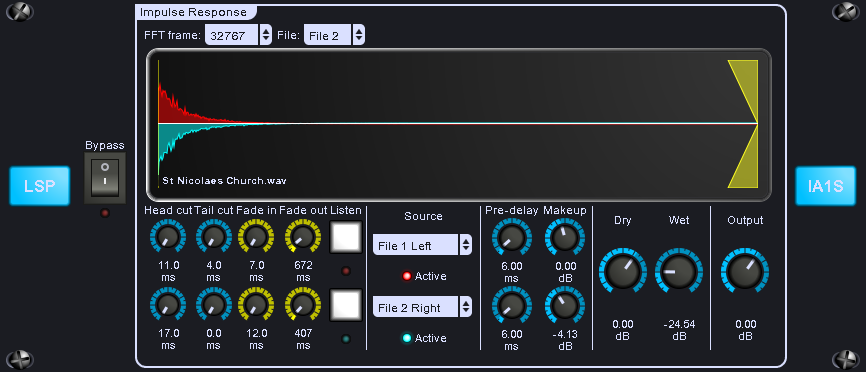 Impulse Response
FFT frame: 32767 File: File 2
St Nicolaes Church.wav
Bypass
LSP
IA1S
Head cut Tail cut Fade in Fade out Listen
11.0 4.0 7.0 672
ms ms ms ms
17.0 0.0 12.0 407
ms ms ms ms
Source
File 1 Left
Active
File 2 Right
Active
Pre-delay Makeup
6.00 0.00
ms dB
6.00 -4.13
ms dB
Dry Wet Output
0.00 -24.54 0.00
dB dB dB